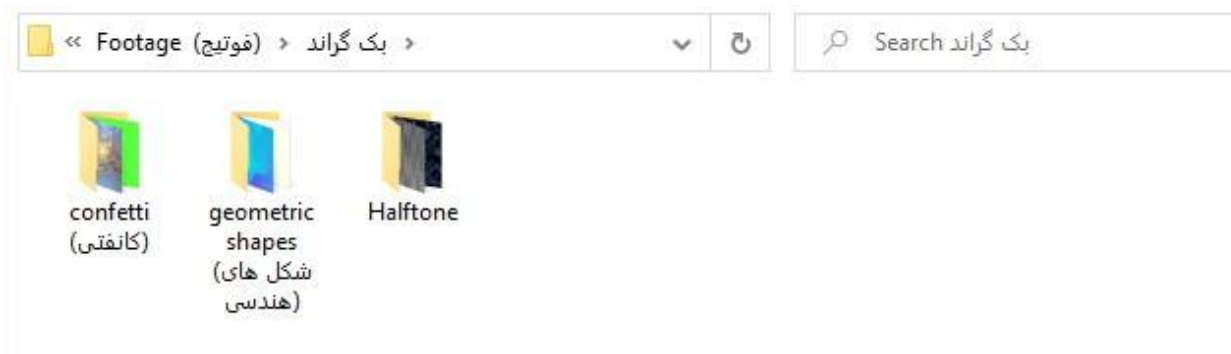 « Footage (فوتیج) › بک گراند ›
Search بک گراند
confetti
(کانفتی)
geometric
shapes
(شکل های
هندسی)
Halftone